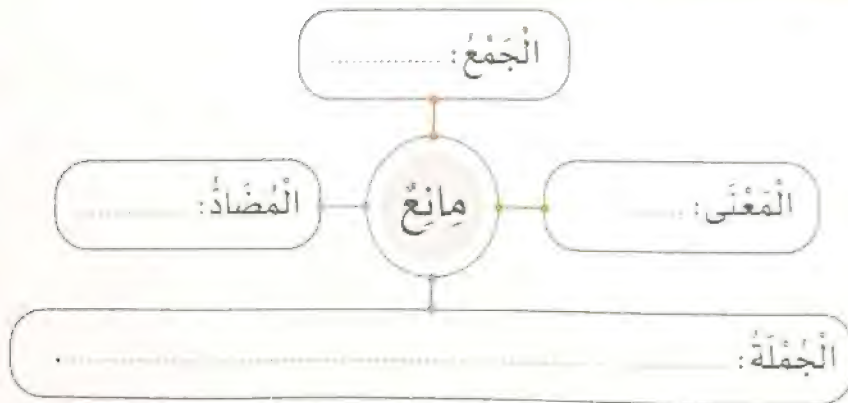 الْجَمْعُ: ..............
الْمَعْنَى: ......
مِانِعٌ
الْمُضَادُّ: ..............
الْجُمْلَةُ: ............................................................ .